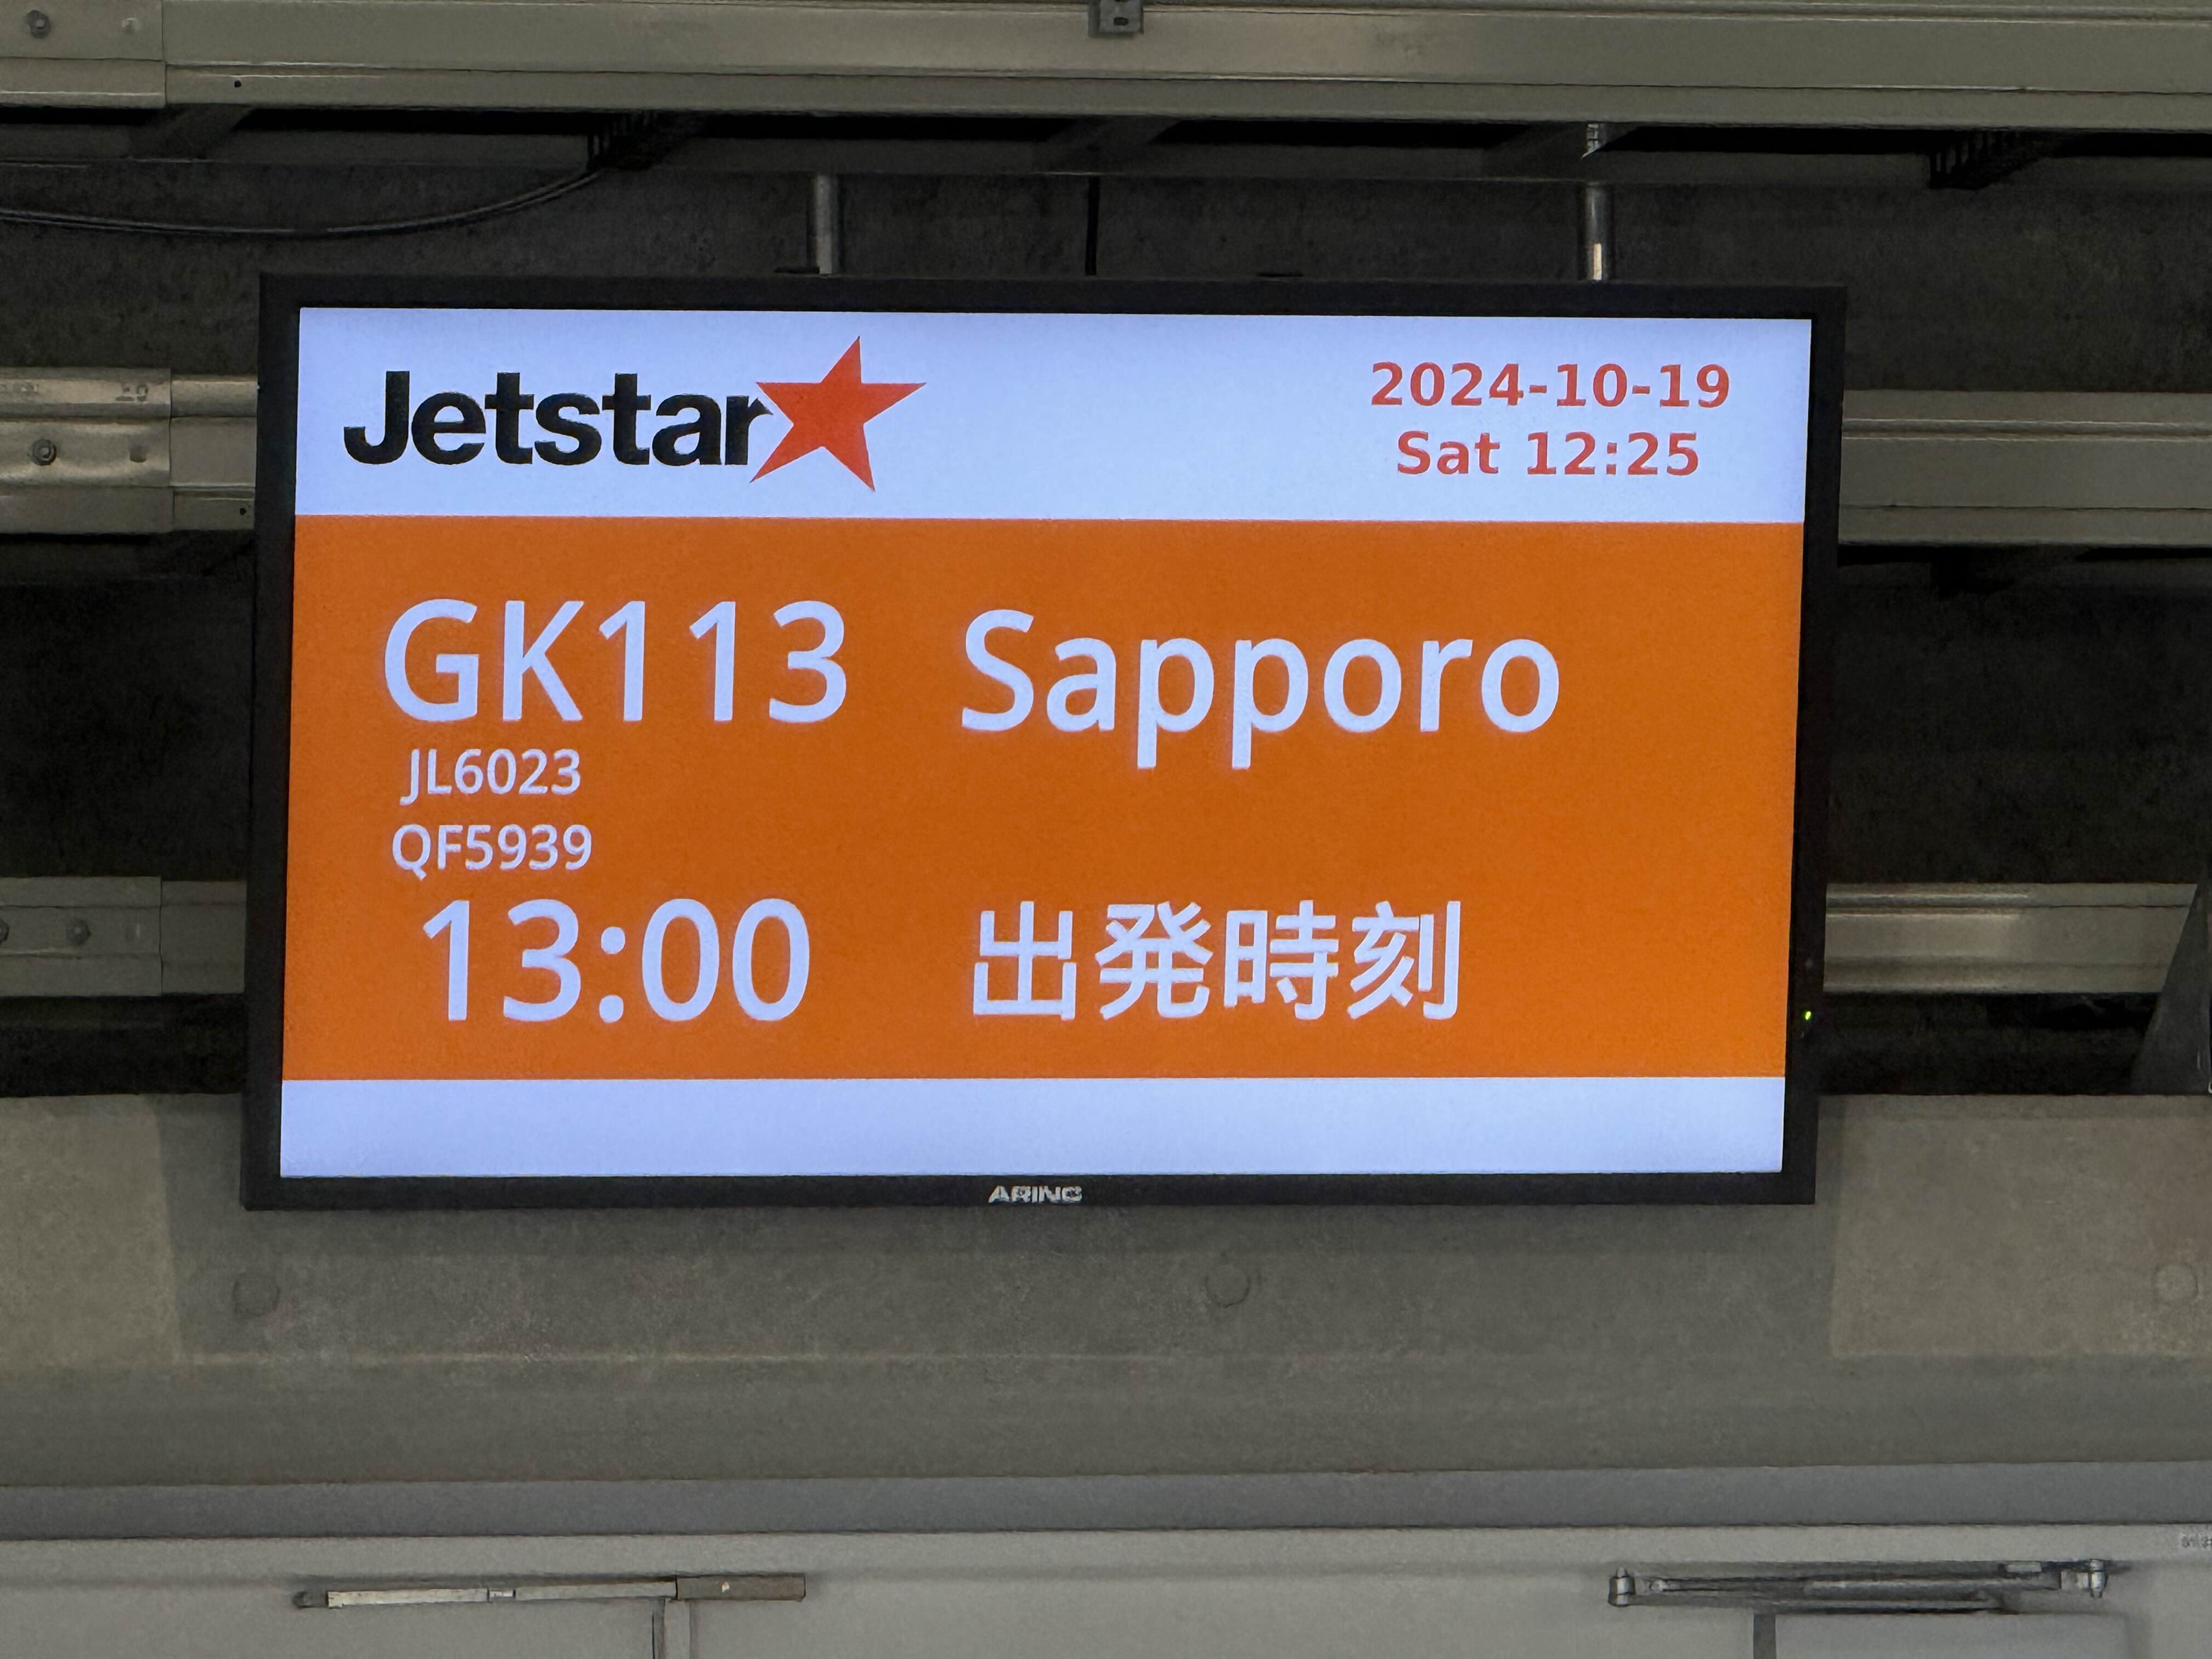 Jetstar
2024-10-19
Sat 12:25
GK113 Sapporo
JL6023
QF5939
13:00 出発時刻
ARINC